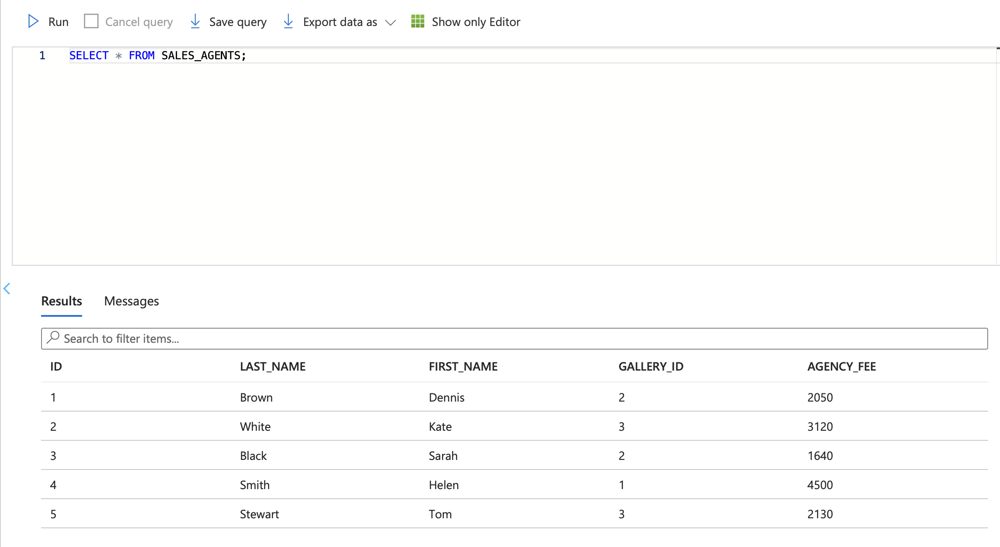 Run Cancel query Save query Export data as Show only Editor
1 SELECT * FROM SALES_AGENTS;
Results Messages
Search to filter items...
ID LAST_NAME FIRST_NAME GALLERY_ID AGENCY_FEE
1 Brown Dennis 2 2050
2 White Kate 3 3120
3 Black Sarah 2 1640
4 Smith Helen 1 4500
5 Stewart Tom 3 2130